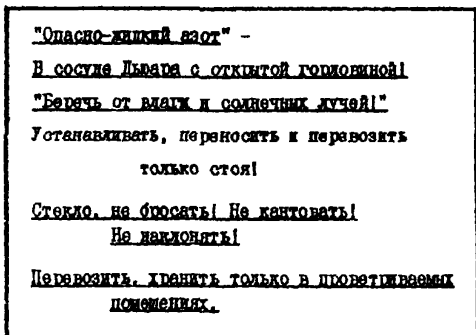 "Опасно-жидкий азот" -
В сосуде Дьюара с открытой горловиной!
"Беречь от влаги и солнечных лучей!"
Устанавливать, переносить и перевозить
только стоя!
Стекло, не бросать! Не кантовать!
Не наклонять!
Перевозить, хранить только в проветриваемых
помещениях.